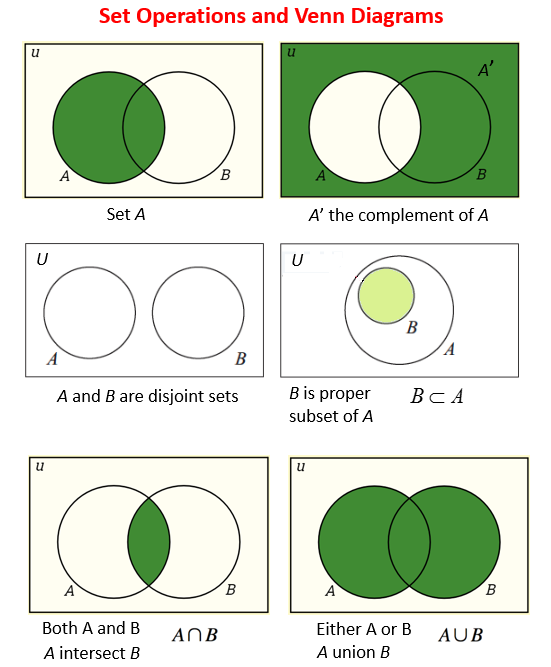 Set Operations and Venn Diagrams
u
A
B
Set A
u
A′
A
B
A′ the complement of A
U
A
B
A and B are disjoint sets
U
B
A
B is proper
subset of A
B ⊂ A
u
A
B
Both A and B
A intersect B
A∩B
u
A
B
Either A or B
A union B
A∪B